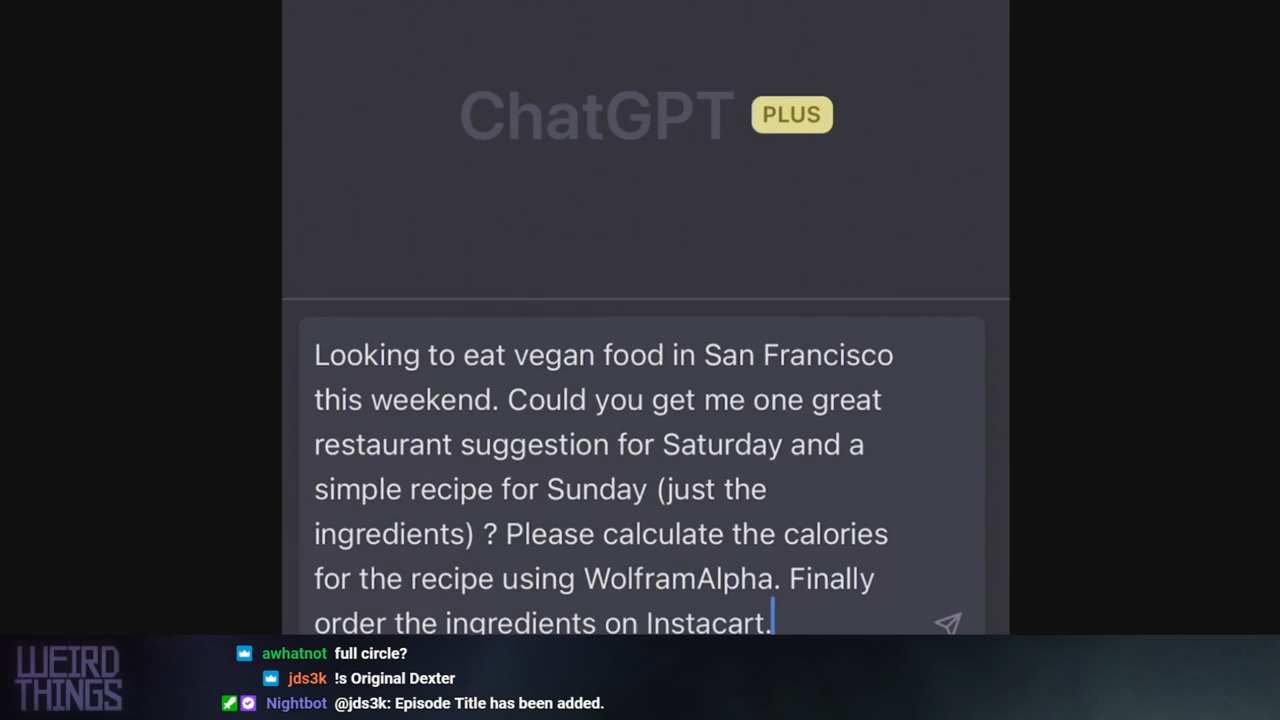 ChatGPT PLUS
Looking to eat vegan food in San Francisco
this weekend. Could you get me one great
restaurant suggestion for Saturday and a
simple recipe for Sunday (just the
ingredients) ? Please calculate the calories
for the recipe using WolframAlpha. Finally
order the ingredients on Instacart.
WEIRD
THINGS
awhatnot full circle?
jds3k !s Original Dexter
Nightbot @jds3k: Episode Title has been added.